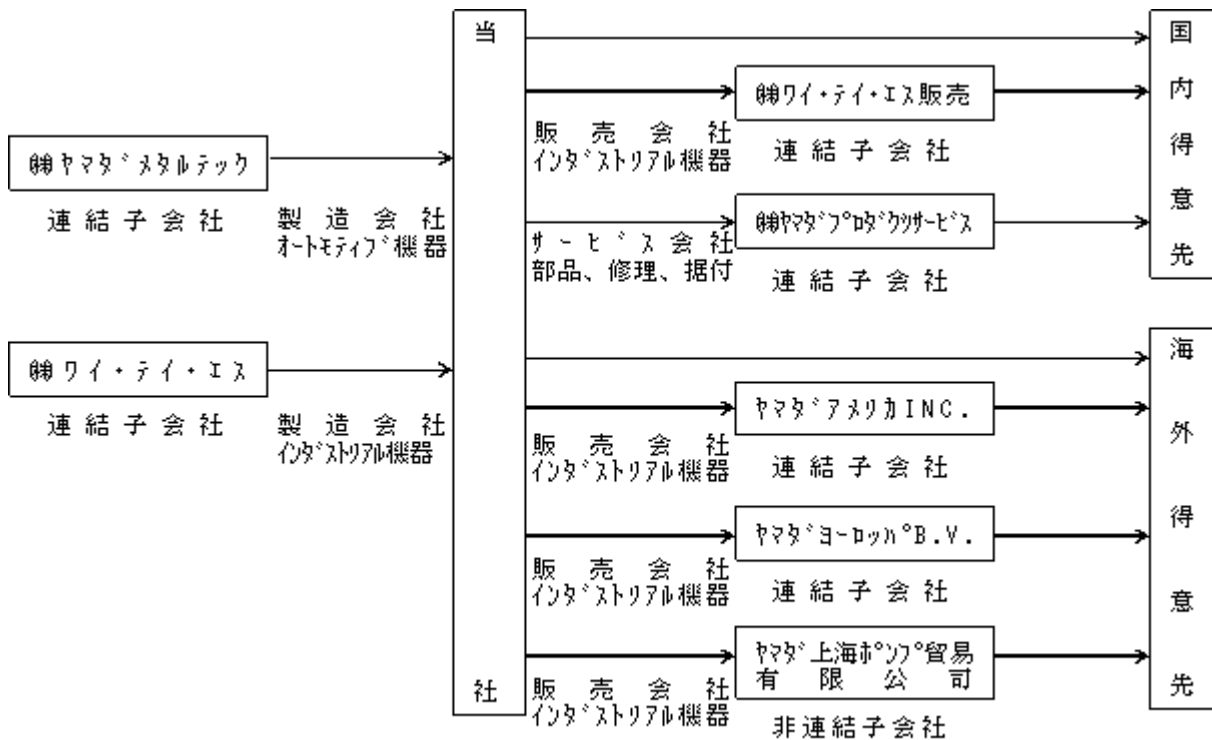 当社
国内得意先
㈱ワイ・テイ・エス販売
販売会社
インダストリアル機器
連結子会社
㈱ヤマダメタルテック
連結子会社
製造会社
オートモティブ機器
㈱ヤマダプロダクツサービス
サービス会社
部品、修理、据付
連結子会社
海外得意先
㈱ワイ・テイ・エス
連結子会社
製造会社
インダストリアル機器
ヤマダアメリカINC.
販売会社
インダストリアル機器
連結子会社
ヤマダヨーロッパB.V.
販売会社
インダストリアル機器
連結子会社
ヤマダ上海ポンプ貿易
有限公司
販売会社
インダストリアル機器
非連結子会社